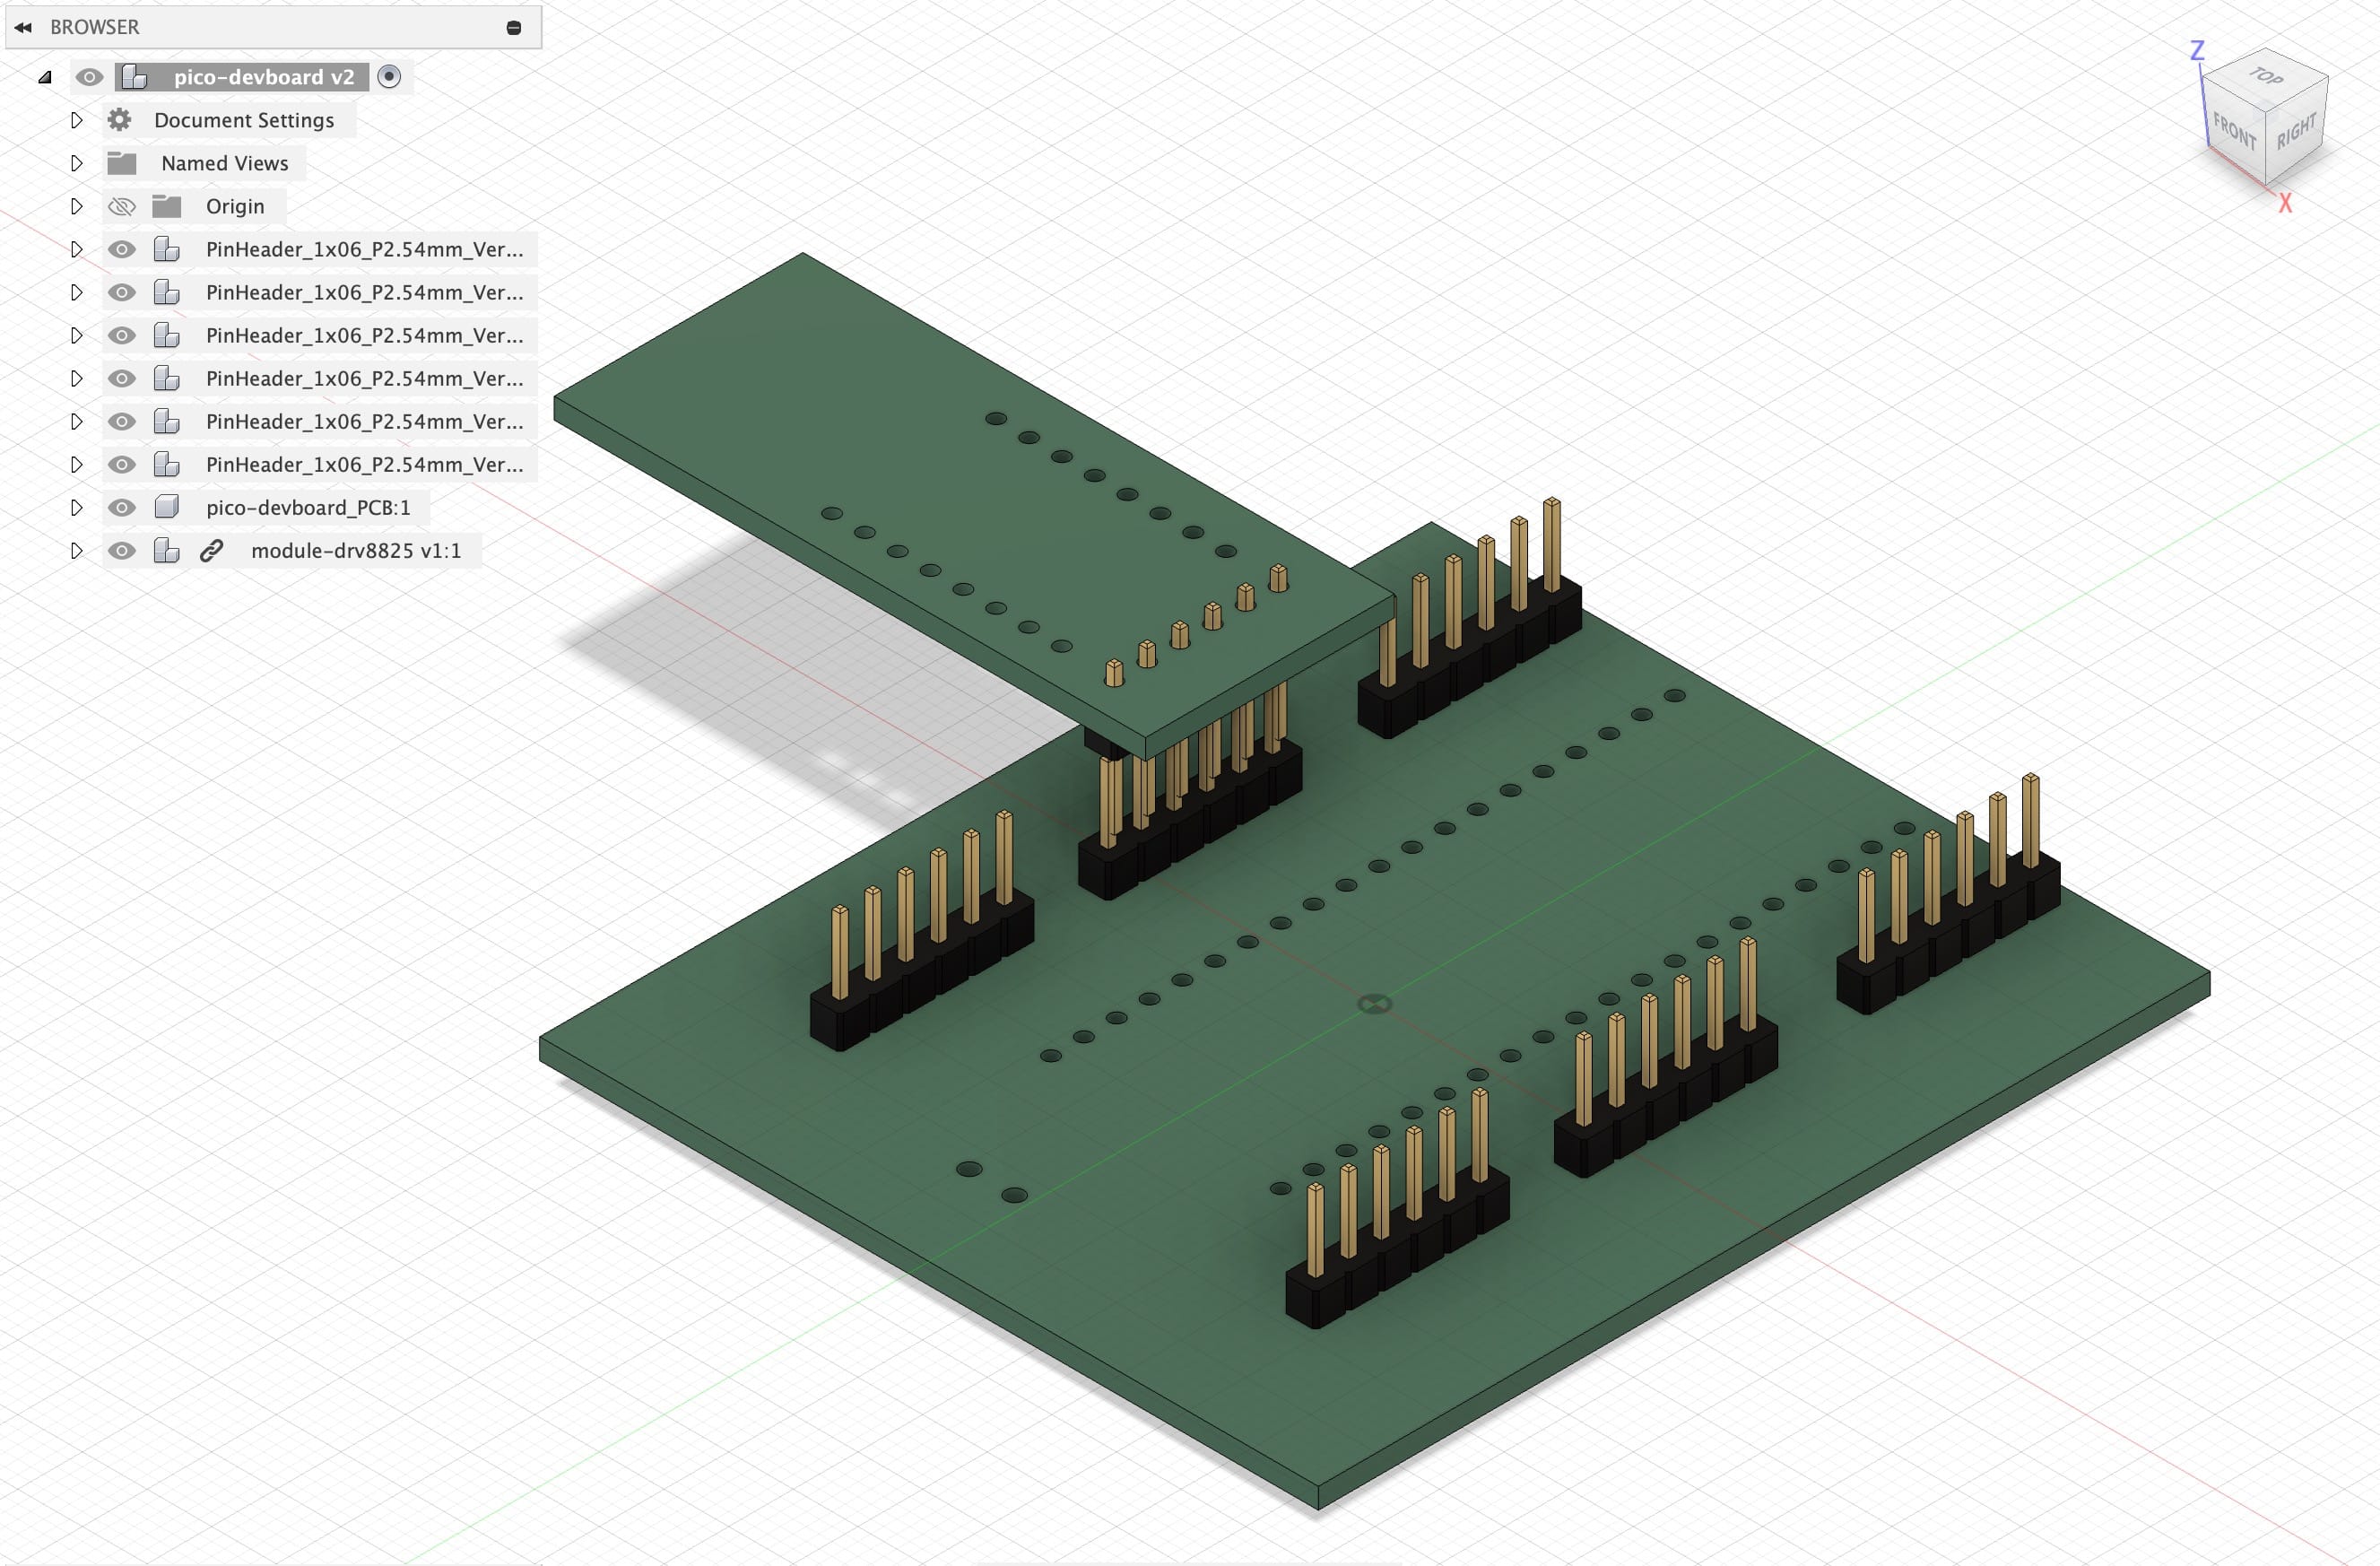 BROWSER
pico-devboard v2
Document Settings
Named Views
Origin
PinHeader_1x06_P2.54mm_Ver...
PinHeader_1x06_P2.54mm_Ver...
PinHeader_1x06_P2.54mm_Ver...
PinHeader_1x06_P2.54mm_Ver...
PinHeader_1x06_P2.54mm_Ver...
PinHeader_1x06_P2.54mm_Ver...
pico-devboard_PCB:1
module-drv8825 v1:1
Z
TOP
FRONT
RIGHT
X